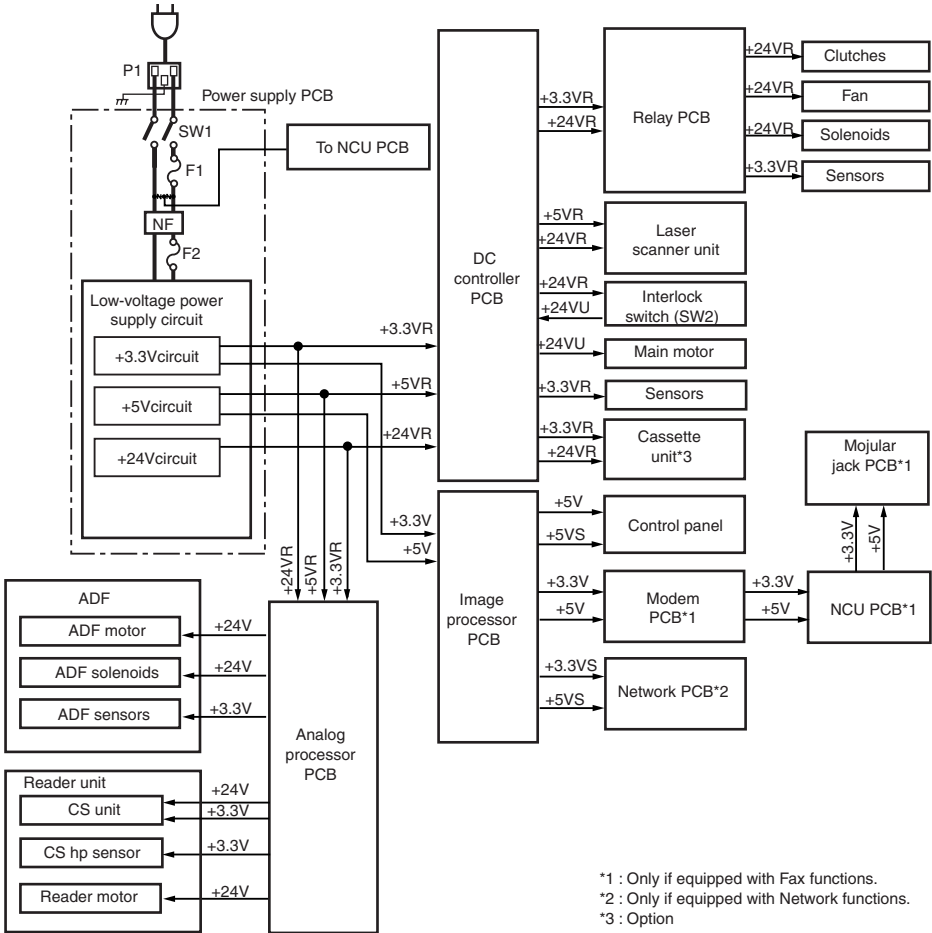 P1
Power supply PCB
SW1
F1
NF
F2
To NCU PCB
Low-voltage power
supply circuit
+3.3Vcircuit
+5Vcircuit
+24Vcircuit
+3.3VR
+5VR
+24VR
+3.3V
+5V
+24VR
+5VR
+3.3VR
DC
controller
PCB
+3.3VR
+24VR
Relay PCB
+24VR
Clutches
+24VR
Fan
+24VR
Solenoids
+3.3VR
Sensors
+5VR
+24VR
Laser
scanner unit
+24VR
+24VU
Interlock
switch (SW2)
+24VU
Main motor
+3.3VR
Sensors
+3.3VR
+24VR
Cassette
unit*3
Image
processor
PCB
+5V
+5VS
Control panel
+3.3V
+5V
Modem
PCB*1
+3.3V
+5V
NCU PCB*1
+3.3V
+5V
Mojular
jack PCB*1
+3.3VS
+5VS
Network PCB*2
ADF
ADF motor
+24V
ADF solenoids
+24V
ADF sensors
+3.3V
Analog
processor
PCB
Reader unit
CS unit
+24V
+3.3V
CS hp sensor
+3.3V
Reader motor
+24V
*1 : Only if equipped with Fax functions.
*2 : Only if equipped with Network functions.
*3 : Option